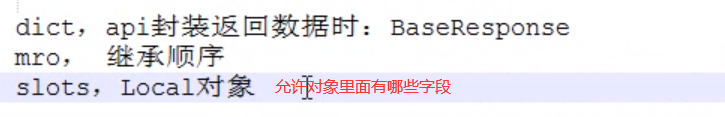 dict，api封装返回数据时：BaseResponse
mro， 继承顺序
slots，Local对象 允许对象里面有哪些字段